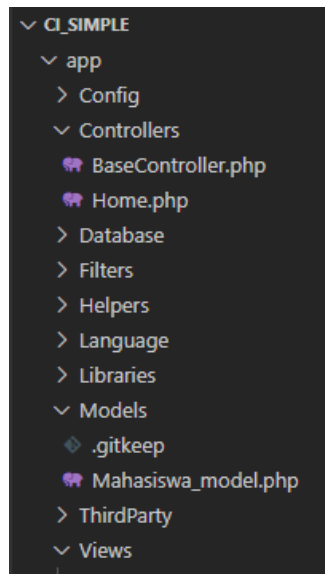 CI_SIMPLE
app
Config
Controllers
BaseController.php
Home.php
Database
Filters
Helpers
Language
Libraries
Models
.gitkeep
Mahasiswa_model.php
ThirdParty
Views